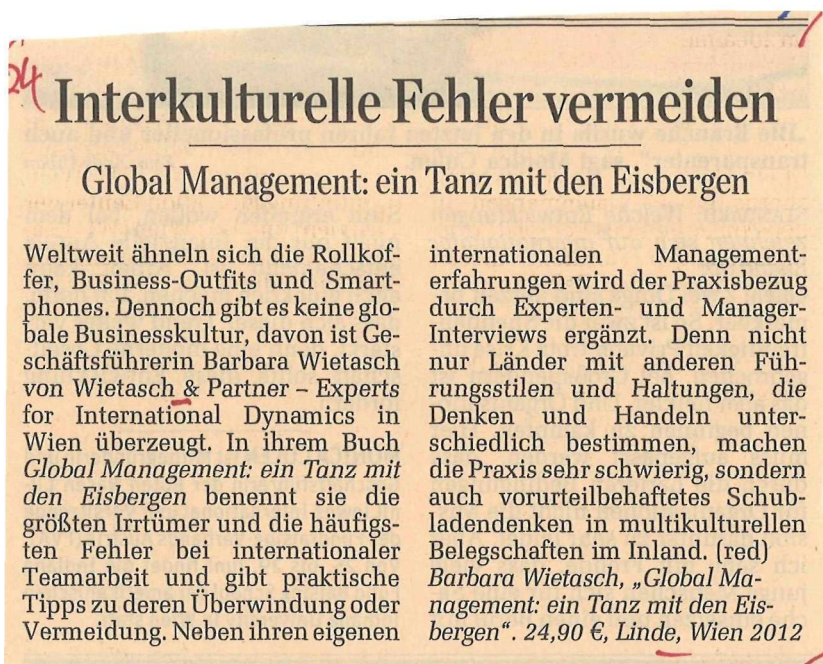 24
Interkulturelle Fehler vermeiden
Global Management: ein Tanz mit den Eisbergen
Weltweit ähneln sich die Rollkof-
fer, Business-Outfits und Smart-
phones. Dennoch gibt es keine glo-
bale Businesskultur, davon ist Ge-
schäftsführerin Barbara Wietasch
von Wietasch & Partner – Experts
for International Dynamics in
Wien überzeugt. In ihrem Buch
Global Management: ein Tanz mit
den Eisbergen benennt sie die
größten Irrtümer und die häufigs-
ten Fehler bei internationaler
Teamarbeit und gibt praktische
Tipps zu deren Überwindung oder
Vermeidung. Neben ihren eigenen
internationalen Management-
erfahrungen wird der Praxisbezug
durch Experten- und Manager-
Interviews ergänzt. Denn nicht
nur Länder mit anderen Füh-
rungsstilen und Haltungen, die
Denken und Handeln unter-
schiedlich bestimmen, machen
die Praxis sehr schwierig, sondern
auch vorurteilbehaftetes Schub-
ladendenken in multikulturellen
Belegschaften im Inland. (red)
Barbara Wietasch, „Global Ma-
nagement: ein Tanz mit den Eis-
bergen“. 24,90 €, Linde, Wien 2012